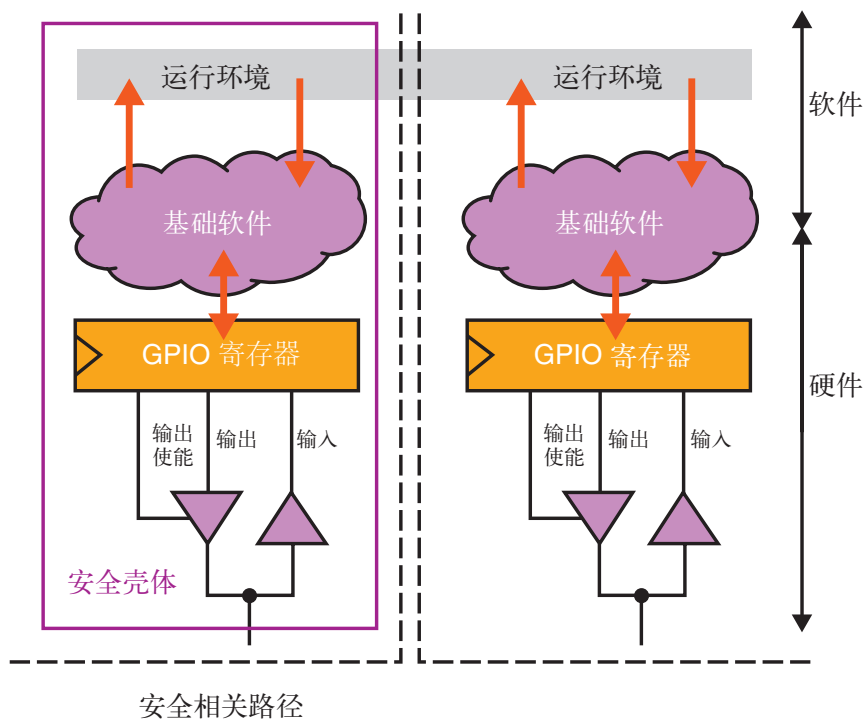 运行环境
运行环境
软件
基础软件
基础软件
GPIO 寄存器
GPIO 寄存器
硬件
输出
使能
输出
输入
输出
使能
输出
输入
安全壳体
安全相关路径